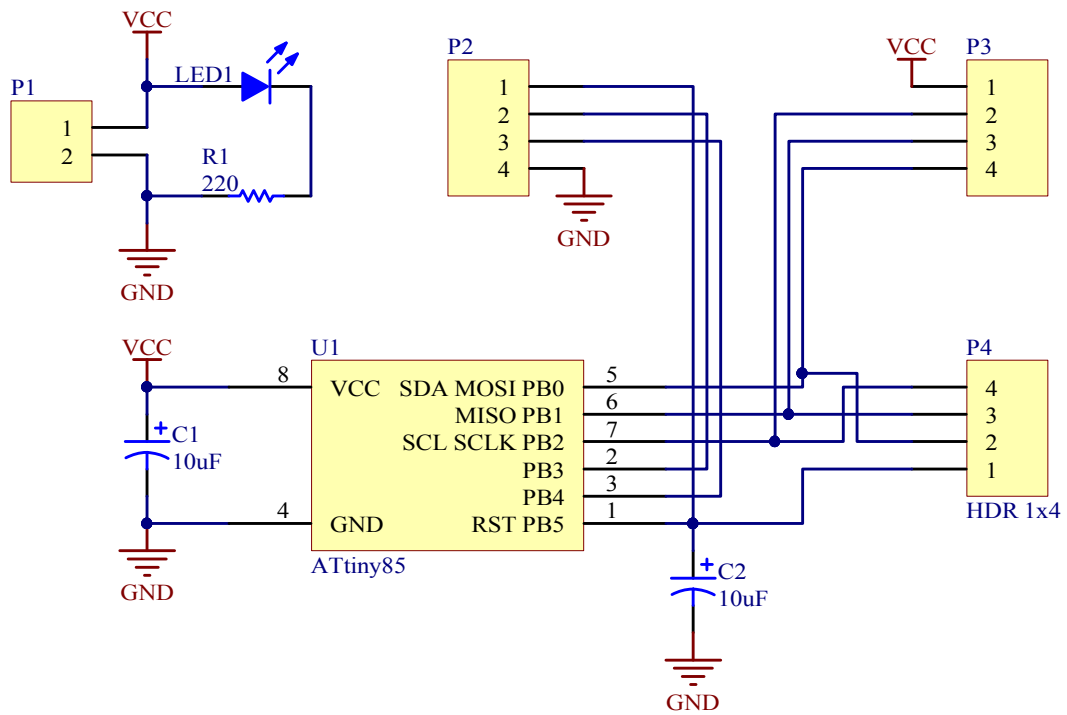 VCC
P1
1
2
LED1
R1
220
GND
P2
1
2
3
4
GND
VCC
P3
1
2
3
4
VCC
C1
10uF
GND
U1
8
VCC
SDA MOSI PB0
5
MISO PB1
6
SCL SCLK PB2
7
PB3
2
PB4
3
4
GND
RST PB5
1
ATtiny85
C2
10uF
GND
P4
4
3
2
1
HDR 1x4